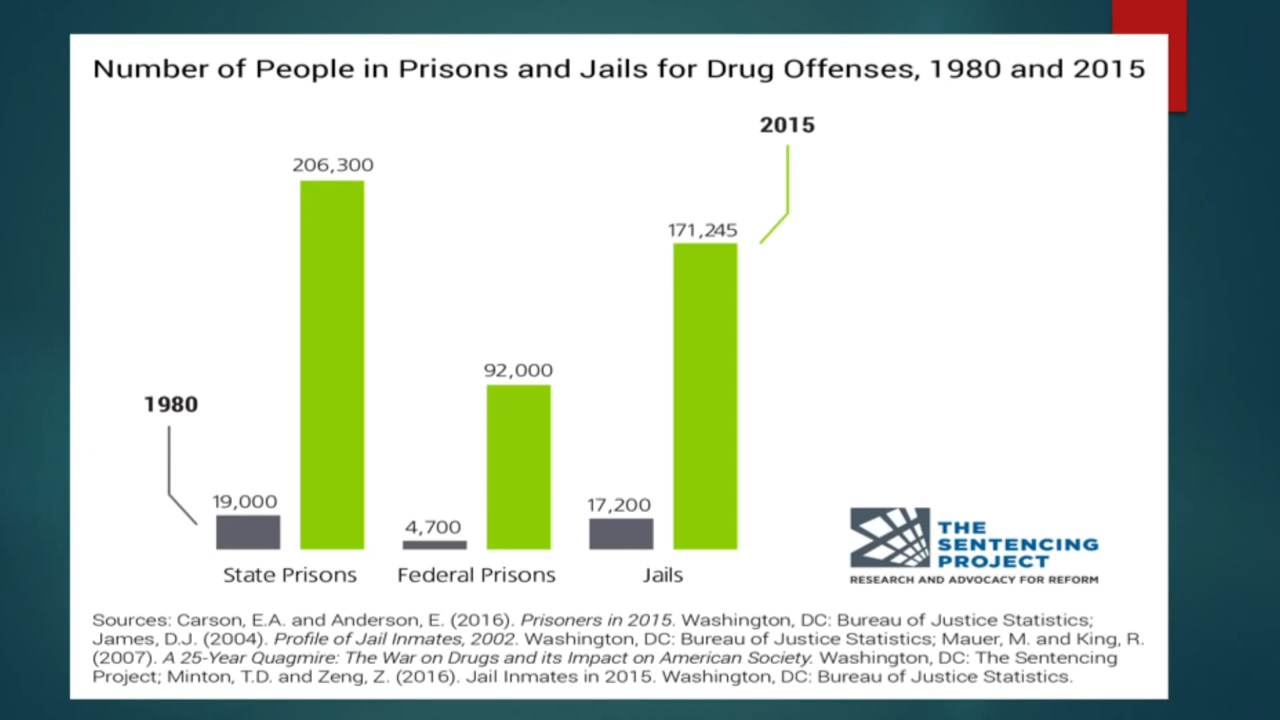 Number of People in Prisons and Jails for Drug Offenses, 1980 and 2015
2015
206,300
171,245
92,000
1980
19,000
4,700
17,200
State Prisons
Federal Prisons
Jails
THE
SENTENCING
PROJECT
RESEARCH AND ADVOCACY FOR REFORM
Sources: Carson, E.A. and Anderson, E. (2016). Prisoners in 2015. Washington, DC: Bureau of Justice Statistics;
James, D.J. (2004). Profile of Jail Inmates, 2002. Washington, DC: Bureau of Justice Statistics; Mauer, M. and King, R.
(2007). A 25-Year Quagmire: The War on Drugs and its Impact on American Society. Washington, DC: The Sentencing
Project; Minton, T.D. and Zeng, Z. (2016). Jail Inmates in 2015. Washington, DC: Bureau of Justice Statistics.